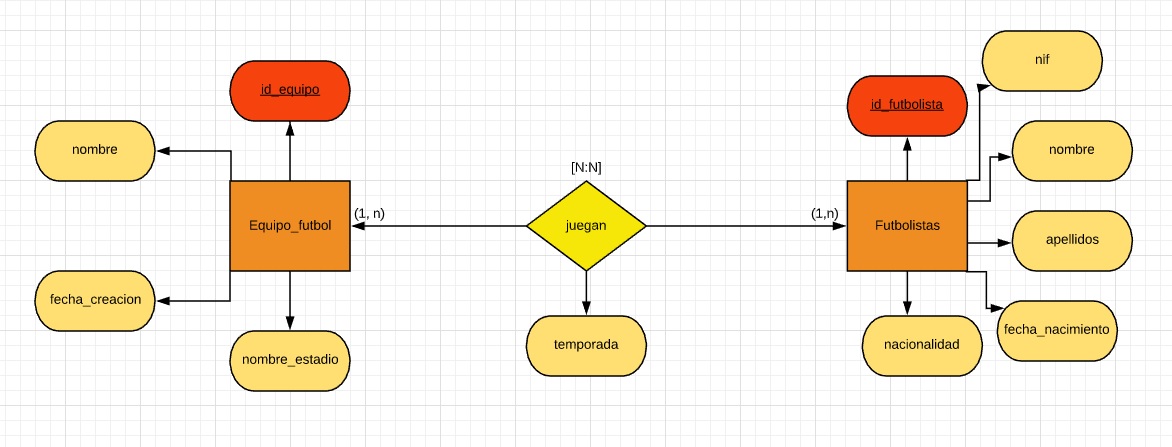 nif
id_equipo
id_futbolista
nombre
nombre
[N:N]
(1, n)
(1,n)
Equipo_futbol
juegan
Futbolistas
apellidos
fecha_creacion
fecha_nacimiento
nombre_estadio
temporada
nacionalidad